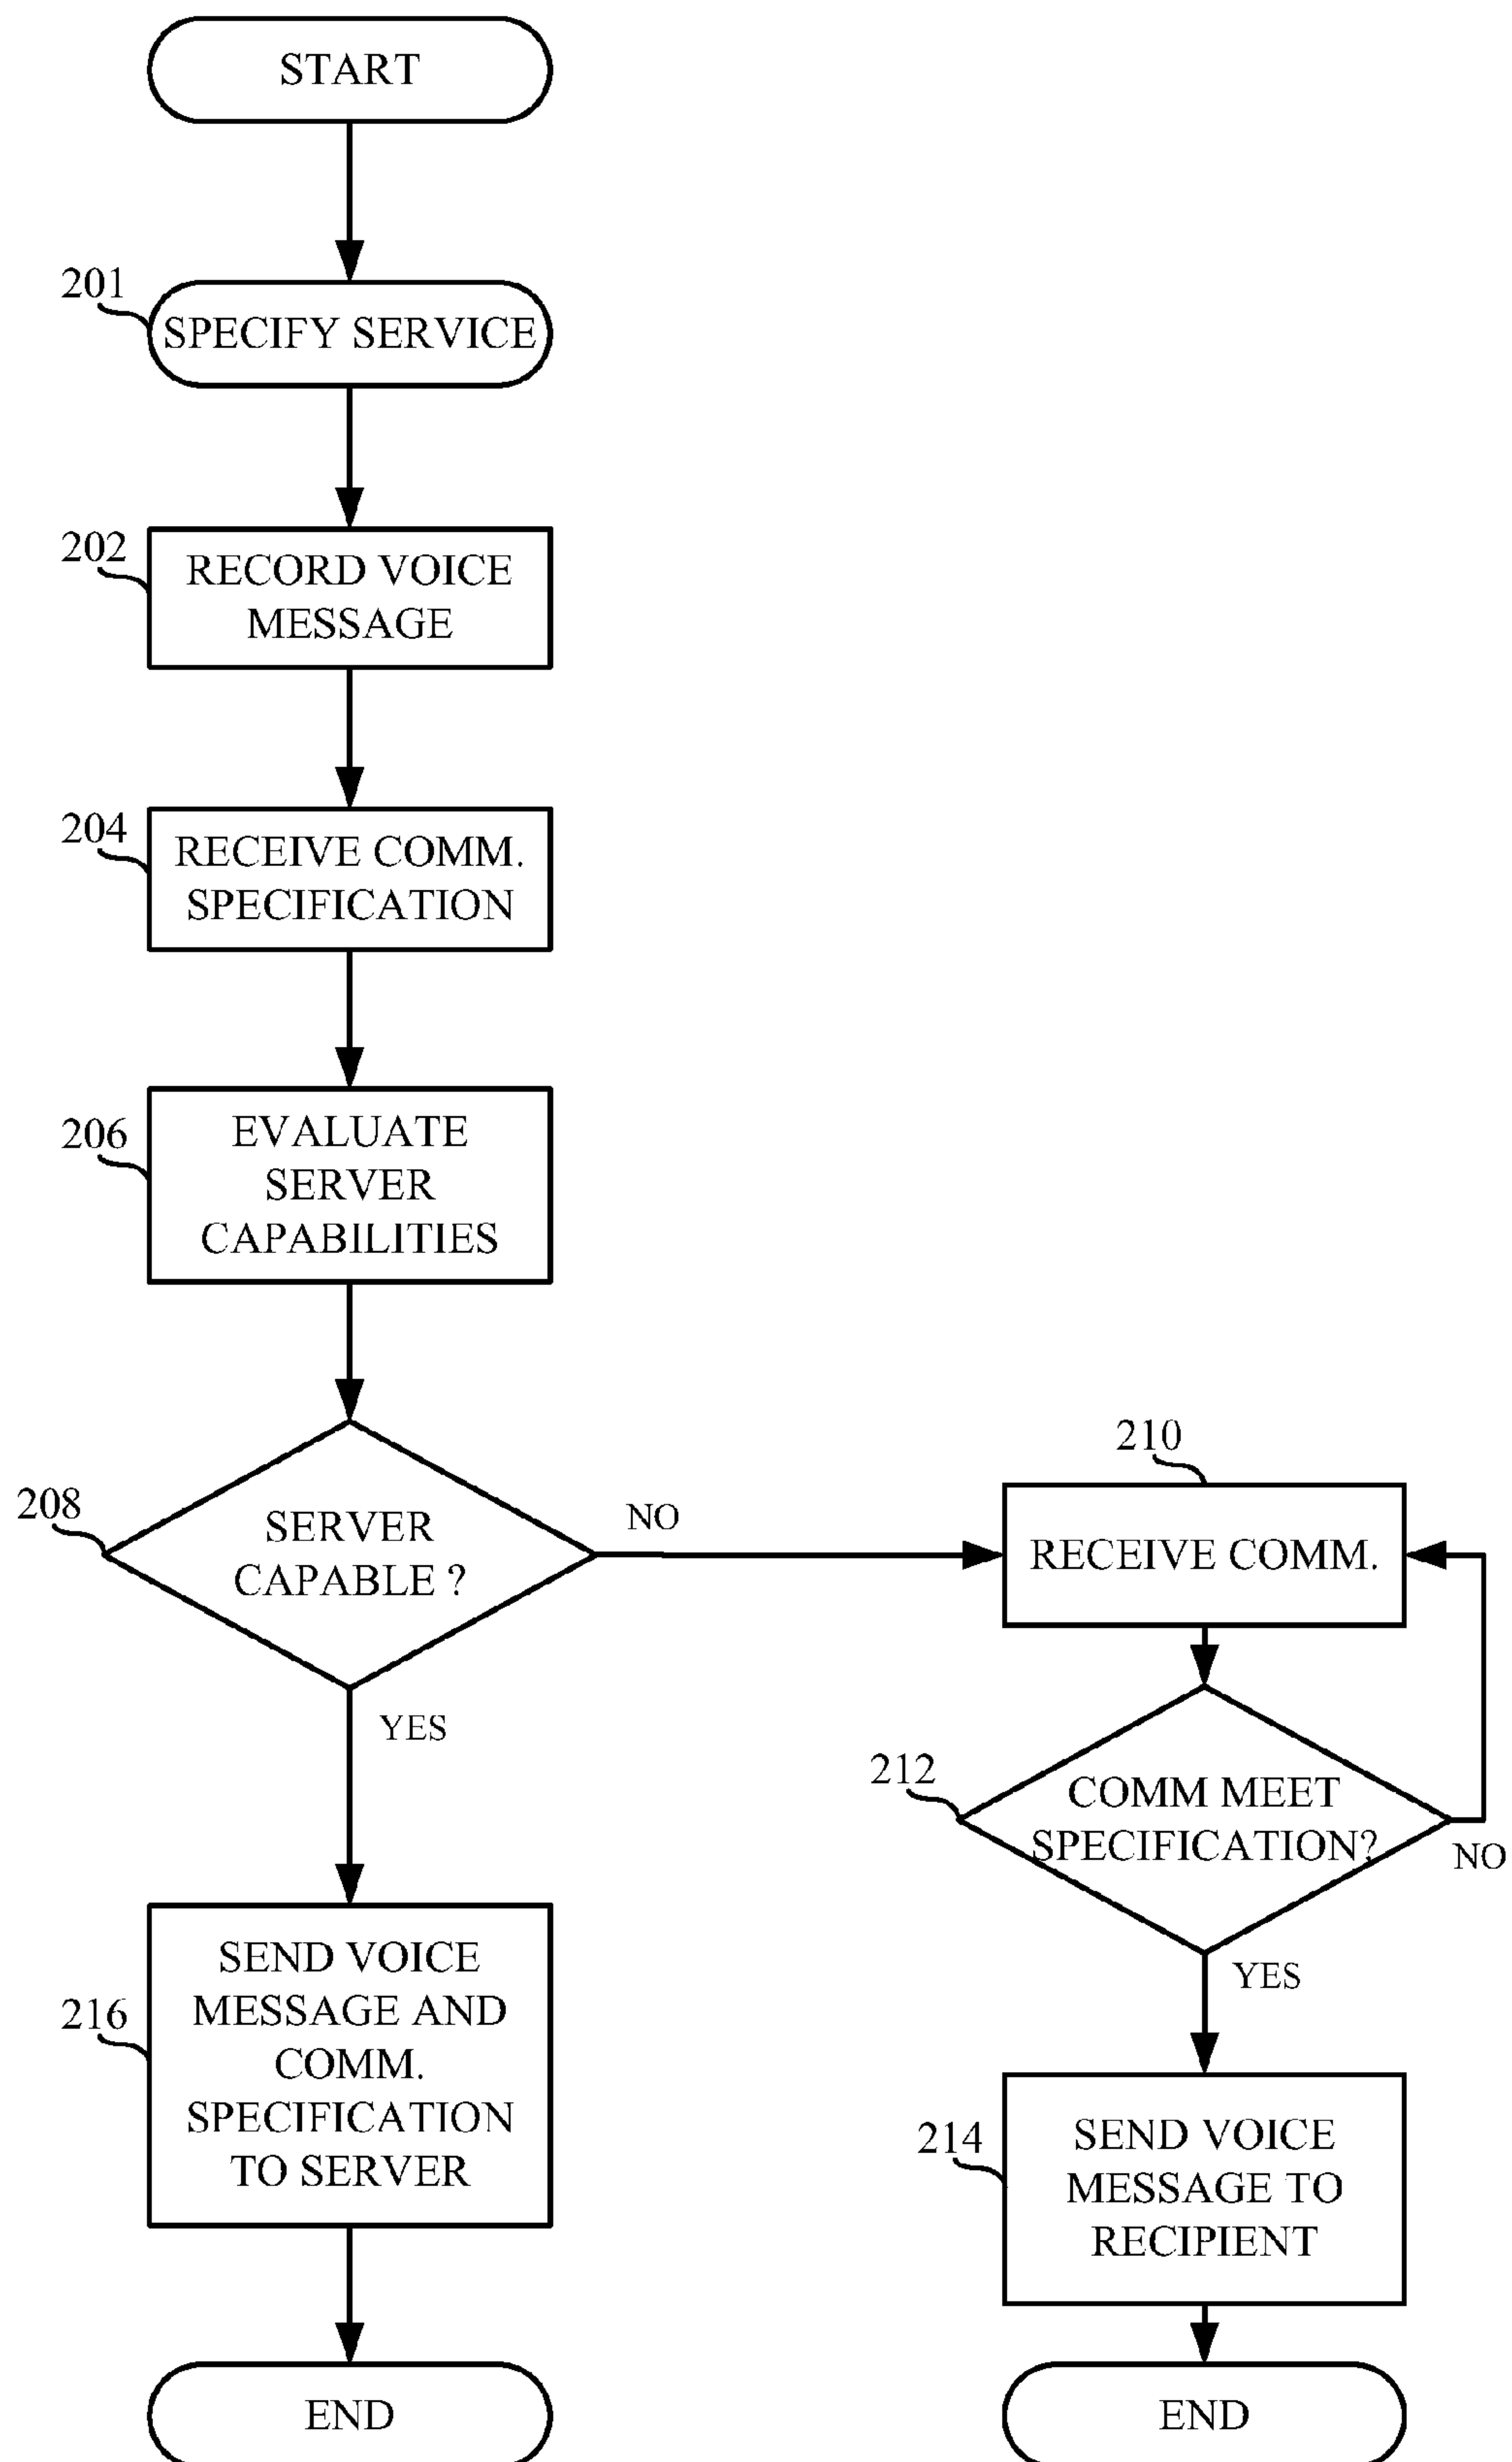 START
201
SPECIFY SERVICE
202
RECORD VOICE
MESSAGE
204
RECEIVE COMM.
SPECIFICATION
206
EVALUATE
SERVER
CAPABILITIES
208
SERVER
CAPABLE ?
NO
YES
210
RECEIVE COMM.
212
COMM MEET
SPECIFICATION?
NO
YES
216
SEND VOICE
MESSAGE AND
COMM.
SPECIFICATION
TO SERVER
214
SEND VOICE
MESSAGE TO
RECIPIENT
END
END